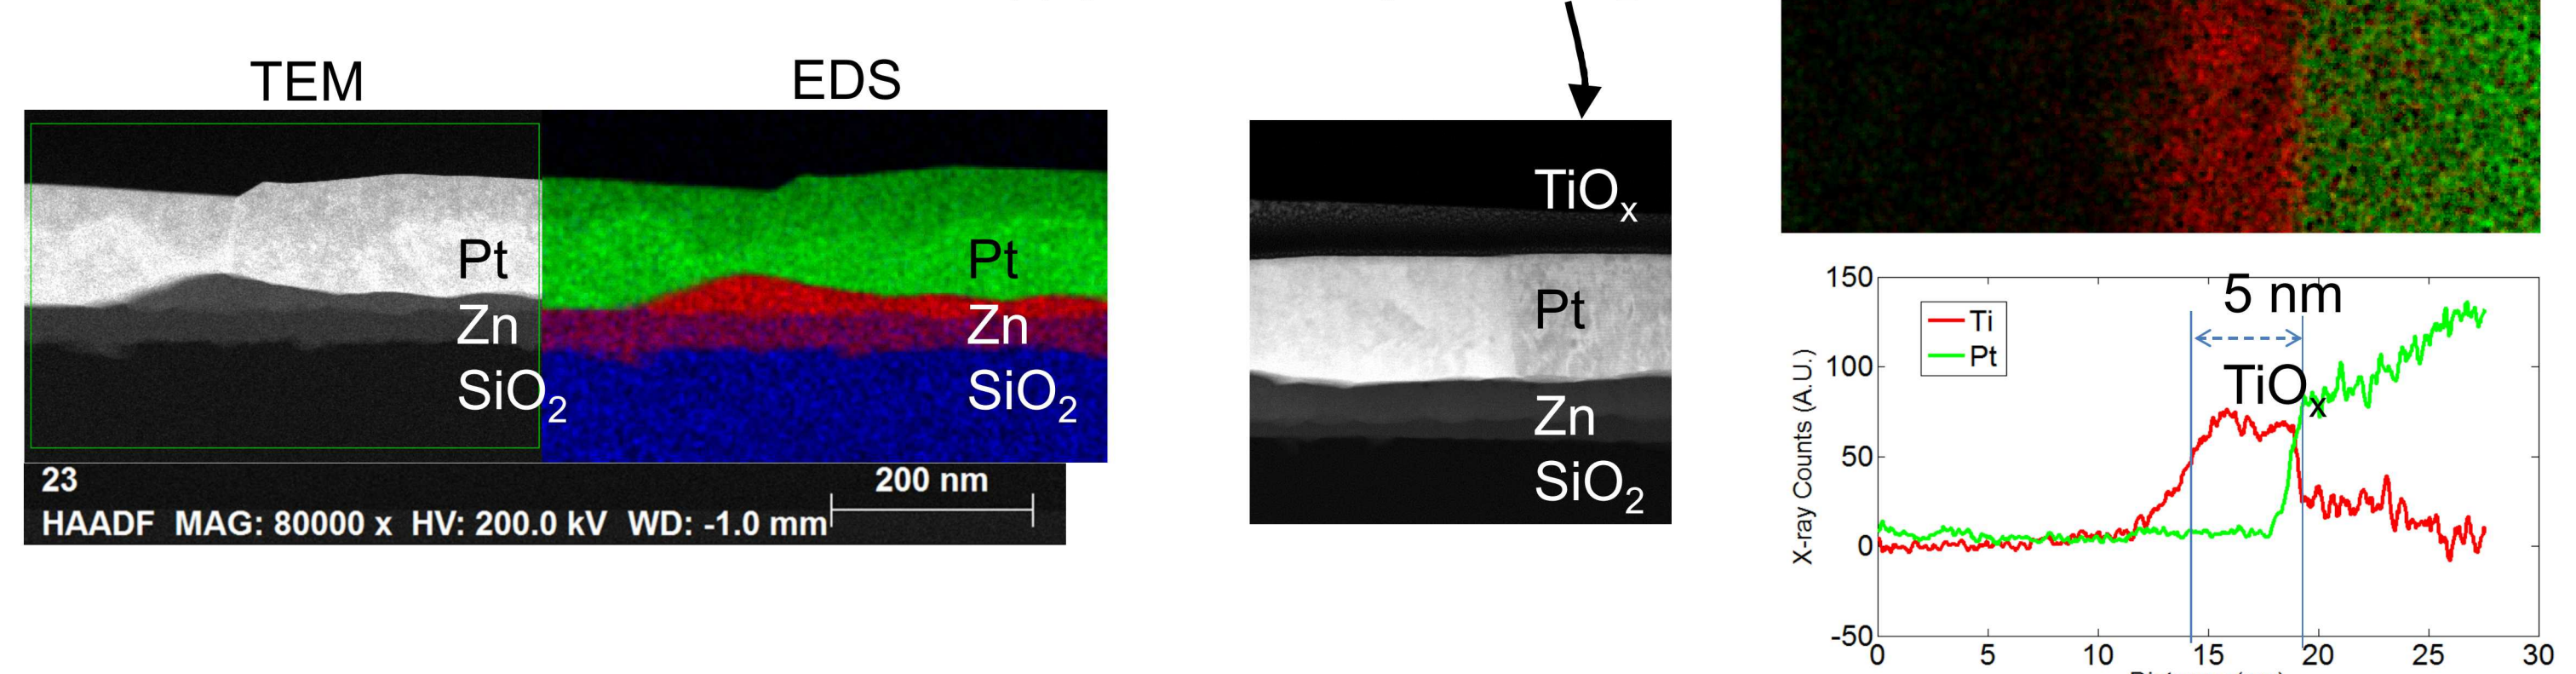 TEM
EDS
Pt
Zn
SiO2
Pt
Zn
SiO2
23
200 nm
HAADF MAG: 80000 x HV: 200.0 kV WD: -1.0 mm
TiOx
Pt
Zn
SiO2
150
100
50
0
-50
X-ray Counts (A.U.)
Ti
Pt
5 nm
TiOx
0 5 10 15 20 25 30